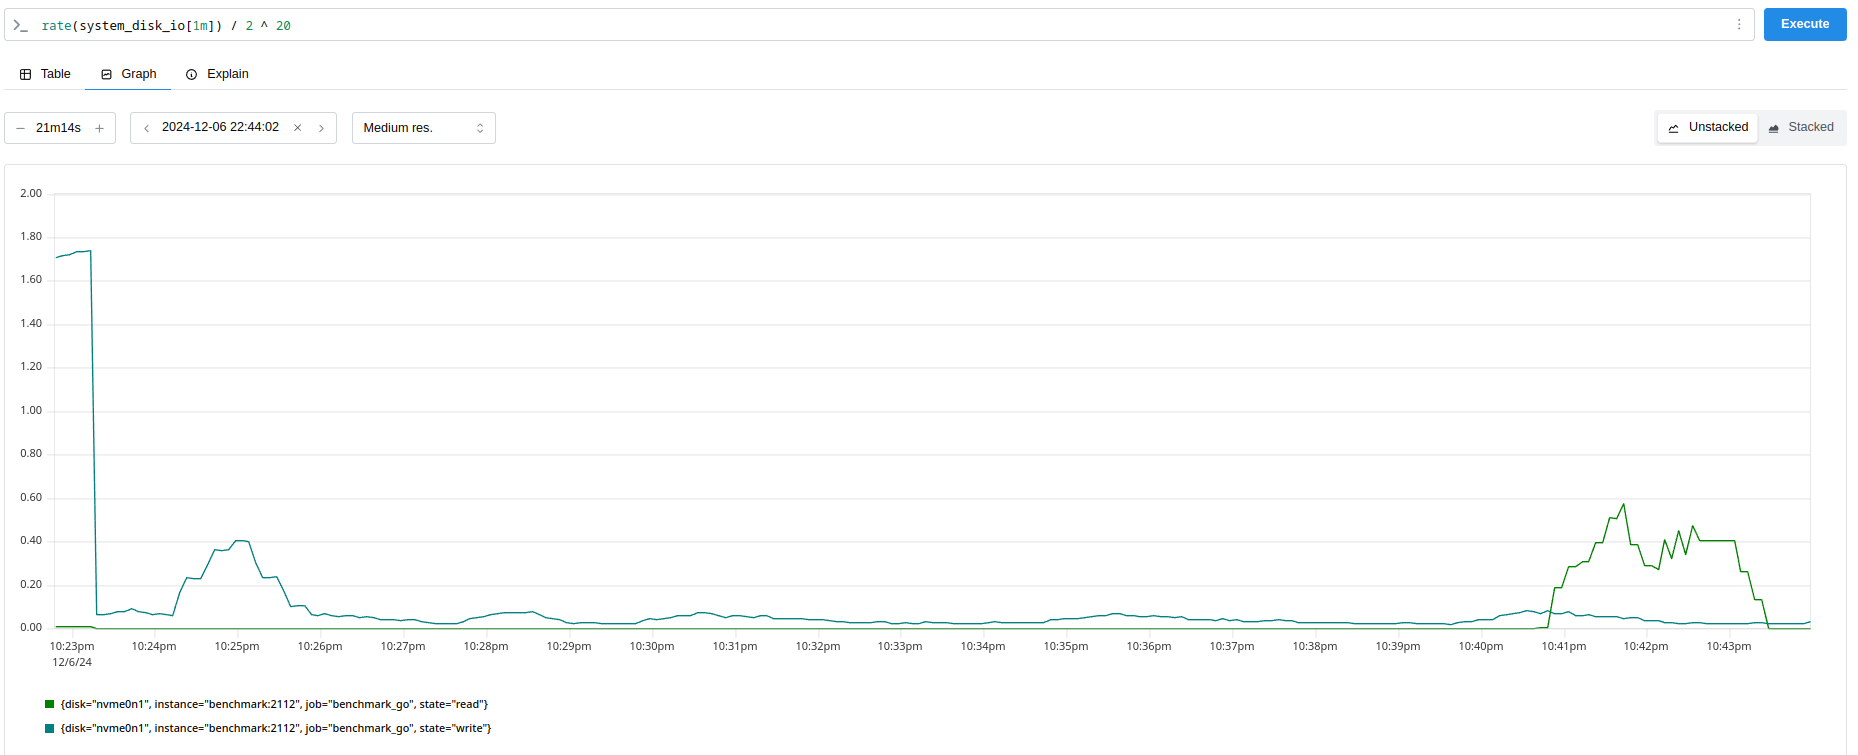 rate(system_disk_io[1m]) / 2 ^ 20
Execute
Table Graph Explain
21m14s 2024-12-06 22:44:02 Medium res. Unstacked Stacked
2.00
1.80
1.60
1.40
1.20
1.00
0.80
0.60
0.40
0.20
0.00
10:23pm 10:24pm 10:25pm 10:26pm 10:27pm 10:28pm 10:29pm 10:30pm 10:31pm 10:32pm 10:33pm 10:34pm 10:35pm 10:36pm 10:37pm 10:38pm 10:39pm 10:40pm 10:41pm 10:42pm 10:43pm
12/6/24
{disk="nvme0n1", instance="benchmark:2112", job="benchmark_go", state="read"}
{disk="nvme0n1", instance="benchmark:2112", job="benchmark_go", state="write"}